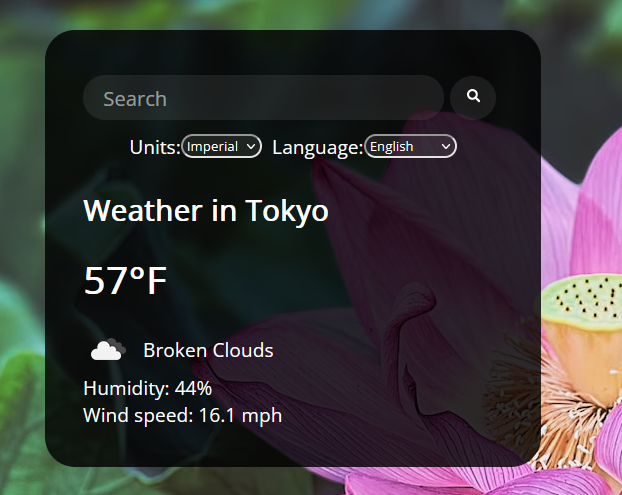 Search
Units: Imperial Language: English
Weather in Tokyo
57°F
Broken Clouds
Humidity: 44%
Wind speed: 16.1 mph